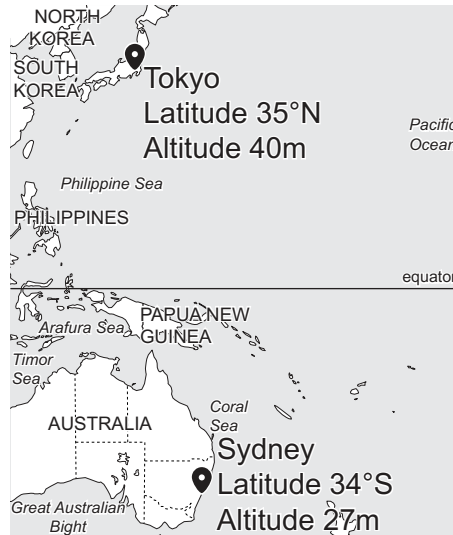 NORTH
KOREA
SOUTH
KOREA
Tokyo
Latitude 35°N
Altitude 40m
Pacific
Ocean
Philippine Sea
PHILIPPINES
equator
PAPUA NEW
GUINEA
Arafura Sea
Timor
Sea
Coral
Sea
AUSTRALIA
Sydney
Latitude 34°S
Altitude 27m
Great Australian
Bight